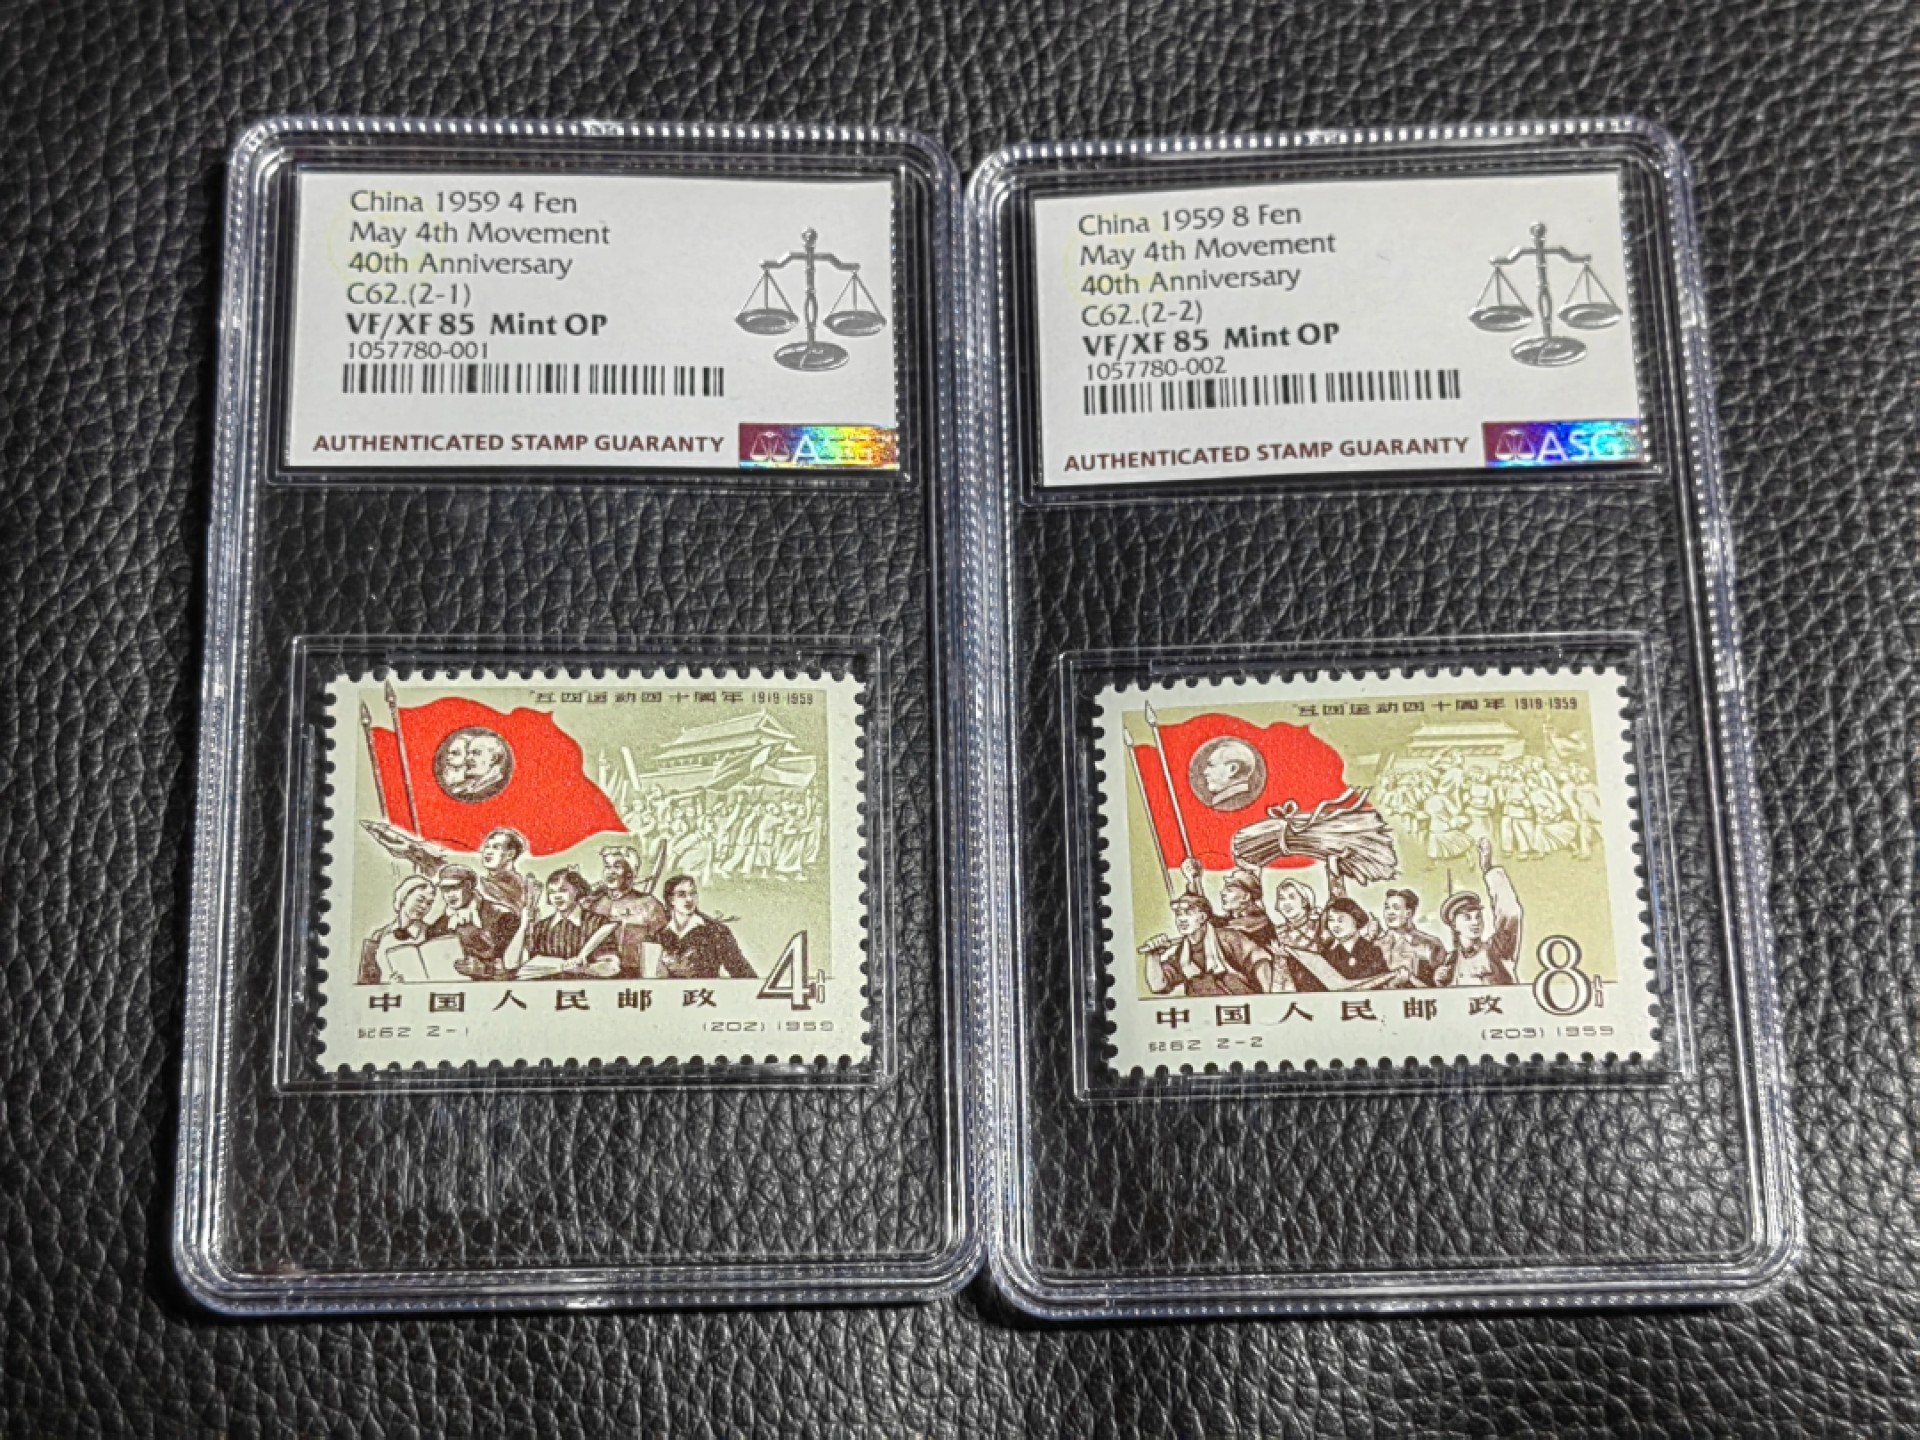 China 1959 4 Fen
May 4th Movement
40th Anniversary
C62.(2-1)
VF/XF 85 Mint OP
1057780-001
AUTHENTICATED STAMP GUARANTY
"五四"运动四十周年 1919-1959
4分
中国人民邮政
纪62 2-1 (202) 1959
China 1959 8 Fen
May 4th Movement
40th Anniversary
C62.(2-2)
VF/XF 85 Mint OP
1057780-002
AUTHENTICATED STAMP GUARANTY ASG
"五四"运动四十周年 1919-1959
8分
中国人民邮政
纪62 2-2 (203) 1959